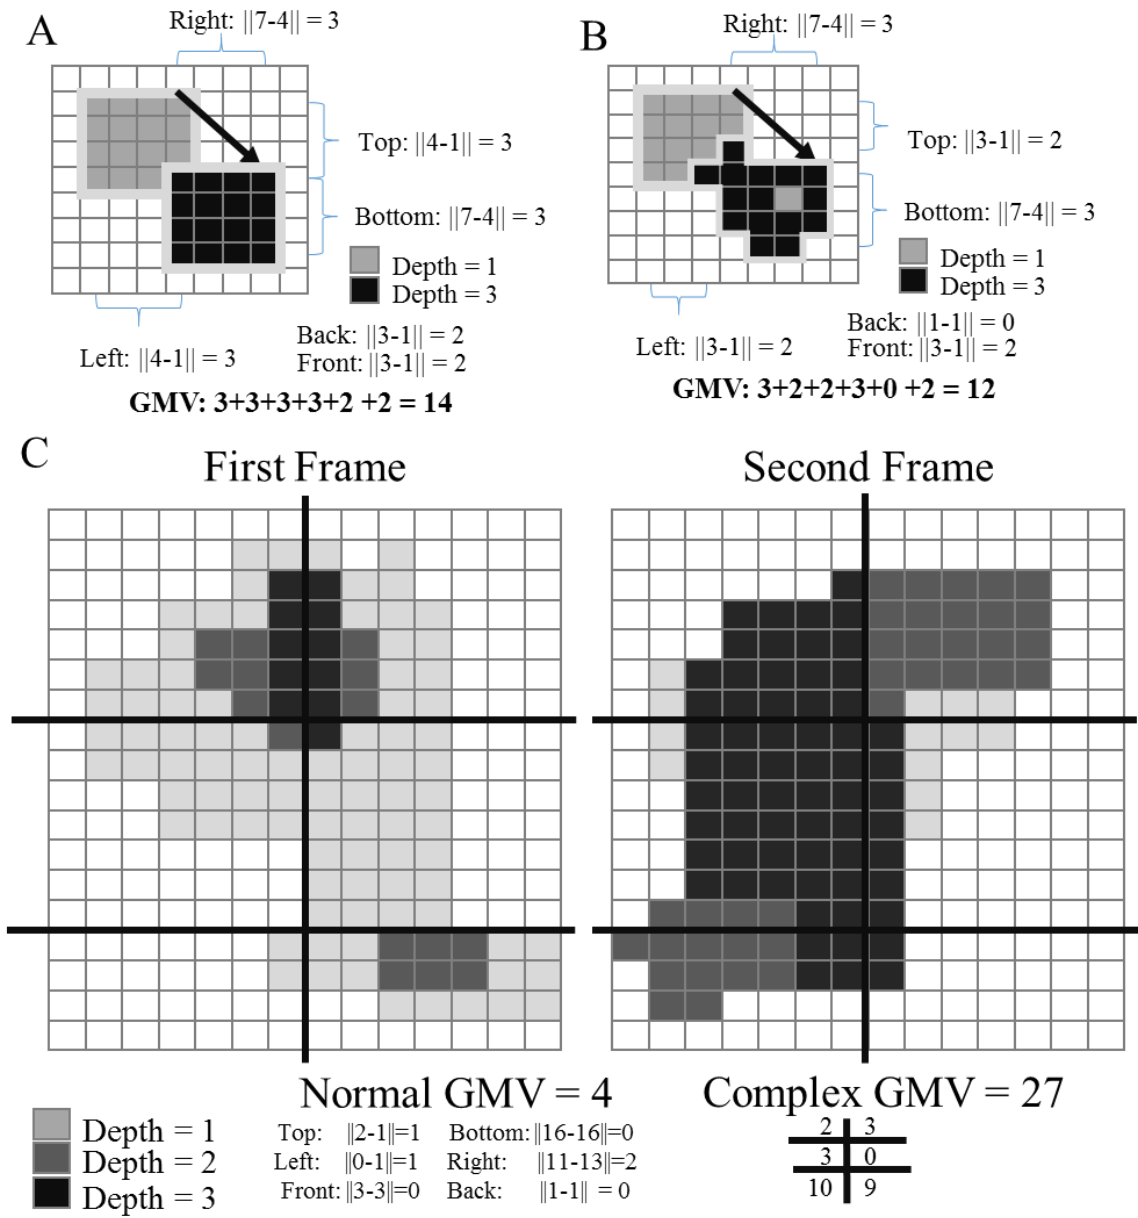 A
Right: ||7-4|| = 3
Top: ||4-1|| = 3
Bottom: ||7-4|| = 3
Depth = 1
Depth = 3
Back: ||3-1|| = 2
Left: ||4-1|| = 3
Front: ||3-1|| = 2
GMV: 3+3+3+3+2 +2 = 14
B
Right: ||7-4|| = 3
Top: ||3-1|| = 2
Bottom: ||7-4|| = 3
Depth = 1
Depth = 3
Back: ||1-1|| = 0
Left: ||3-1|| = 2
Front: ||3-1|| = 2
GMV: 3+2+2+3+0 +2 = 12
C
First Frame
Second Frame
Normal GMV = 4
Complex GMV = 27
Depth = 1
Depth = 2
Depth = 3
Top: ||2-1||=1 Bottom: ||16-16||=0
Left: ||0-1||=1 Right: ||11-13||=2
Front: ||3-3||=0 Back: ||1-1|| = 0
2 3
3 0
10 9